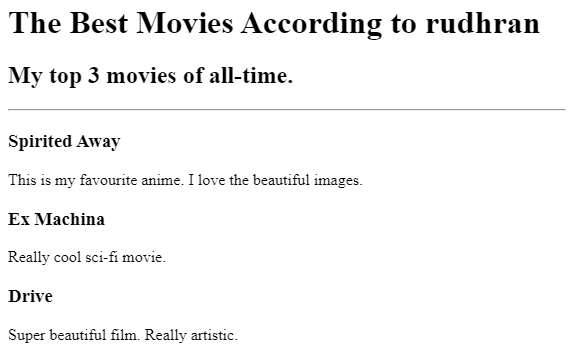 The Best Movies According to rudhran
My top 3 movies of all-time.
Spirited Away
This is my favourite anime. I love the beautiful images.
Ex Machina
Really cool sci-fi movie.
Drive
Super beautiful film. Really artistic.